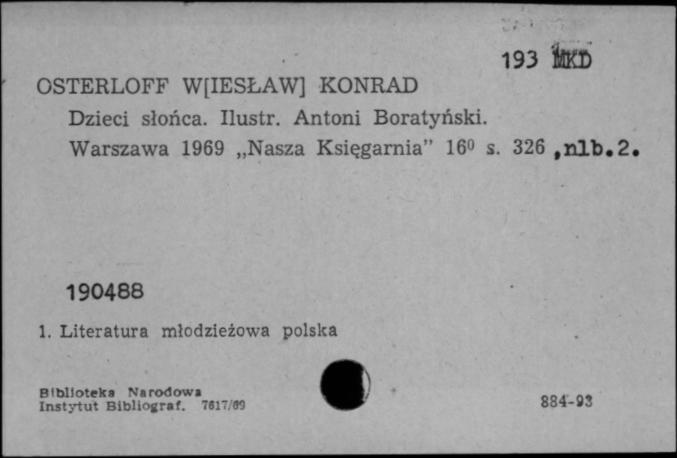 193 MKD
OSTERLOFF W[IESŁAW] KONRAD
Dzieci słońca. Ilustr. Antoni Boratyński.
Warszawa 1969 „Nasza Księgarnia” 16⁰ s. 326 ,nlb.2.
190488
1. Literatura młodzieżowa polska
Biblioteka Narodowa
Instytut Bibliograf. 7617/69
884-93